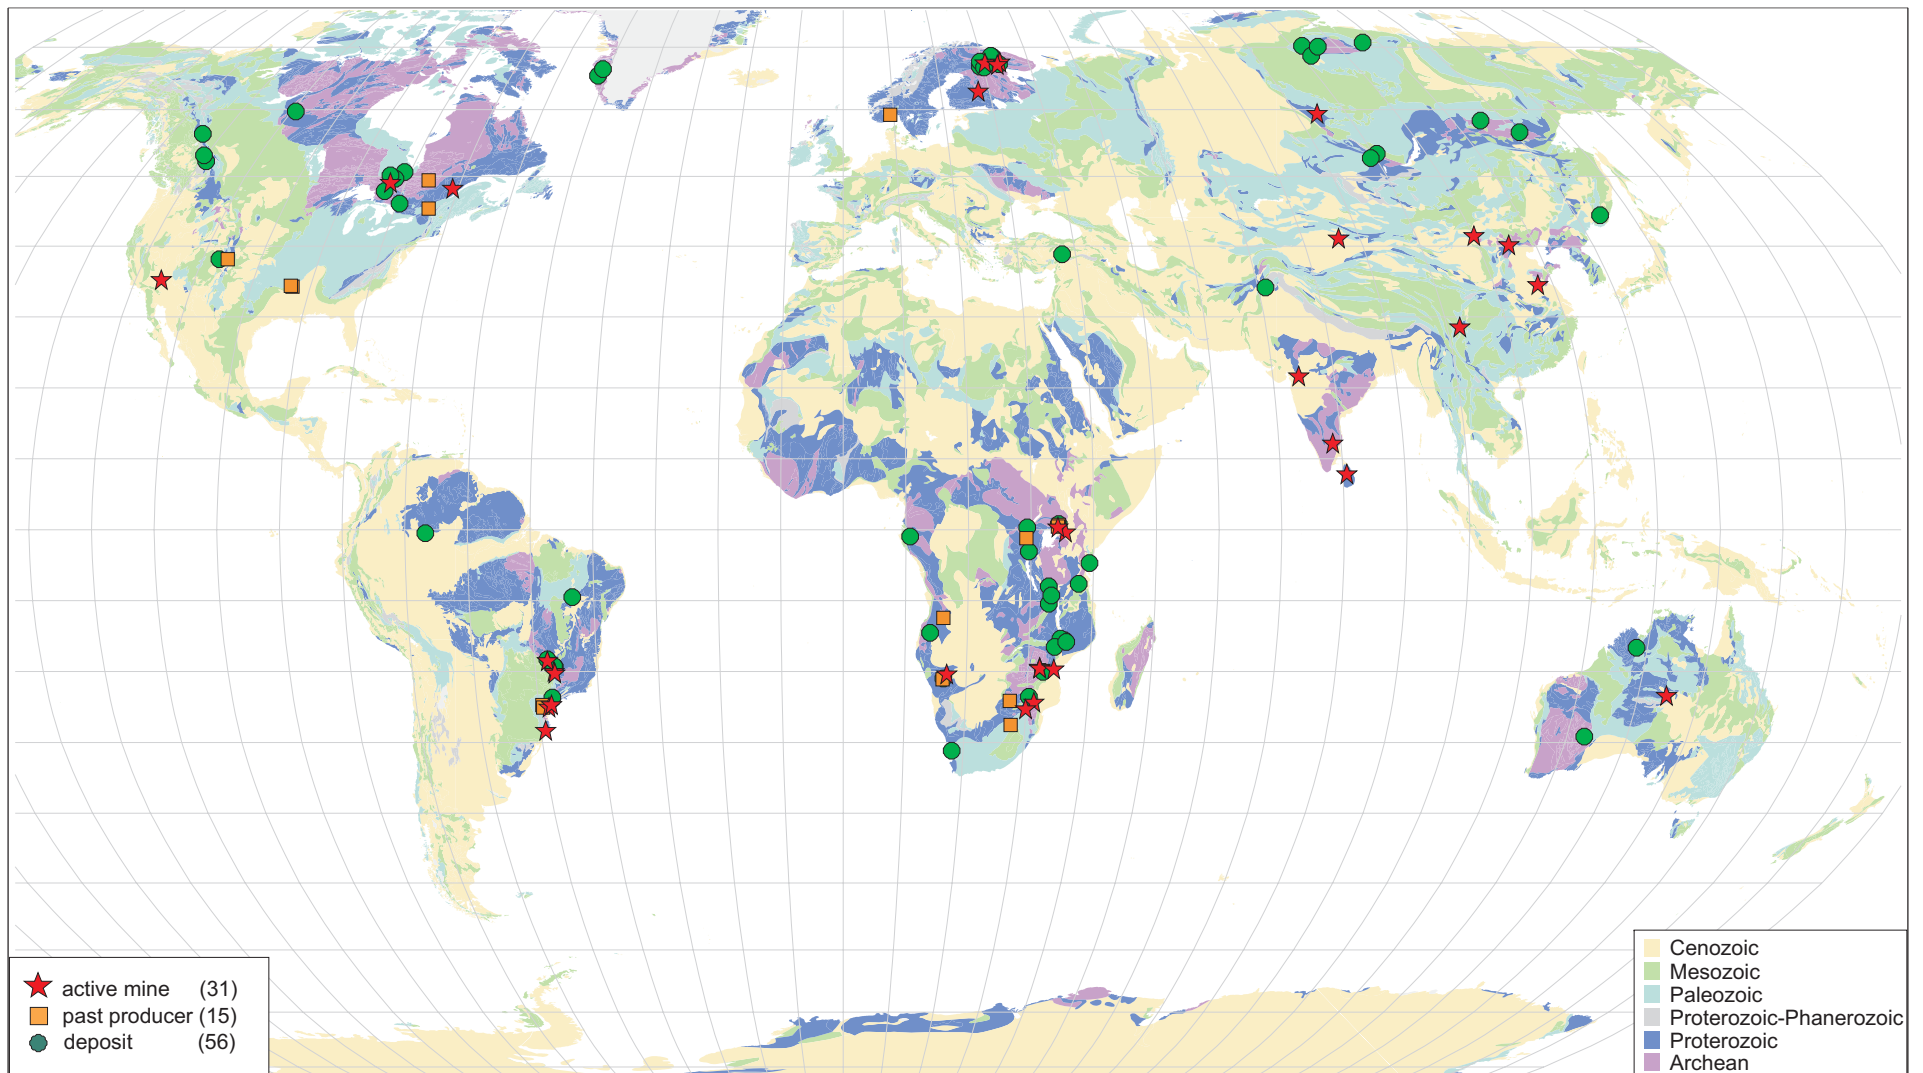 active mine (31)
past producer (15)
deposit (56)
Cenozoic
Mesozoic
Paleozoic
Proterozoic-Phanerozoic
Proterozoic
Archean